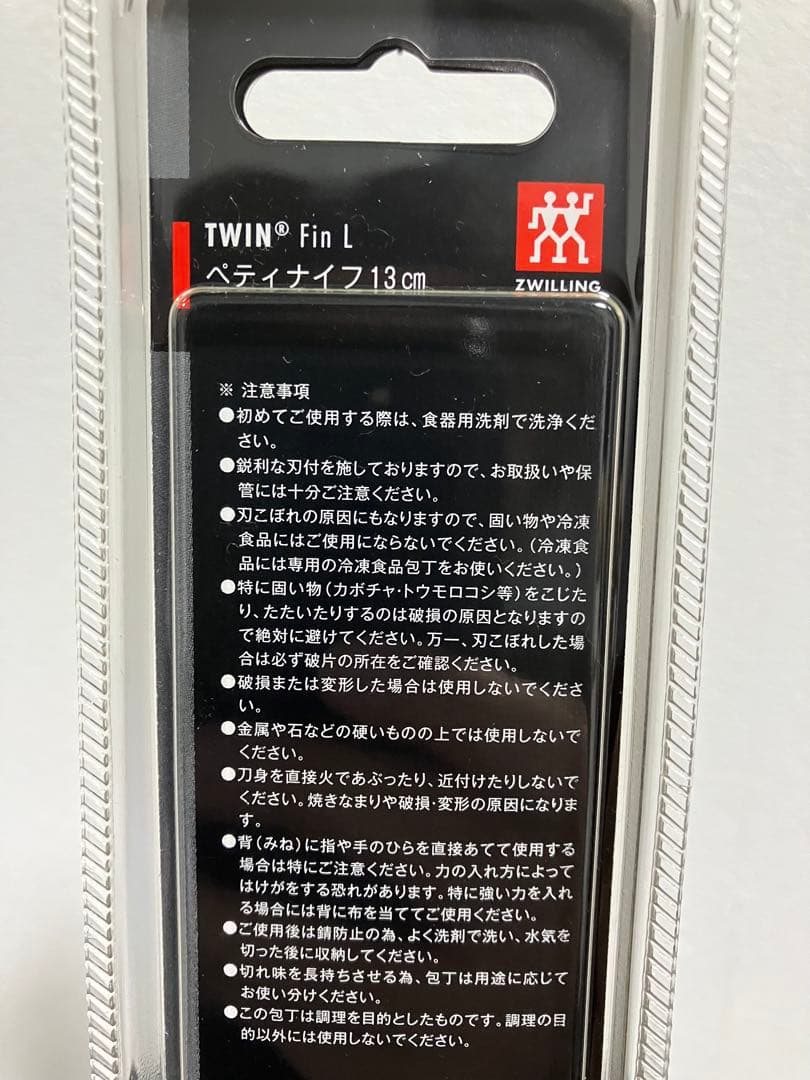 TWIN® Fin L
ペティナイフ13cm
ZWILLING
※ 注意事項
●初めてご使用する際は、食器用洗剤で洗浄くだ
さい。
●鋭利な刃付を施しておりますので、お取扱いや保
管には十分ご注意ください。
●刃こぼれの原因にもなりますので、固い物や冷凍
食品にはご使用にならないでください。(冷凍食
品には専用の冷凍食品包丁をお使いください。)
●特に固い物(カボチャ・トウモロコシ等)をこじた
り、たたいたりするのは破損の原因となりますの
で絶対に避けてください。万一、刃こぼれした場
合は必ず破片の所在をご確認ください。
●破損または変形した場合は使用しないでくださ
い。
●金属や石などの硬いものの上では使用しないで
ください。
●刀身を直接火であぶったり、近付けたりしないで
ください。焼きなまりや破損・変形の原因になりま
す。
●背(みね)に指や手のひらを直接あてて使用する
場合は特にご注意ください。力の入れ方によって
はけがをする恐れがあります。特に強い力を入れ
る場合には背に布を当ててご使用ください。
●ご使用後は錆防止の為、よく洗剤で洗い、水気を
切った後に収納してください。
●切れ味を長持ちさせる為、包丁は用途に応じて
お使い分けください。
●この包丁は調理を目的としたものです。調理の目
的以外には使用しないでください。